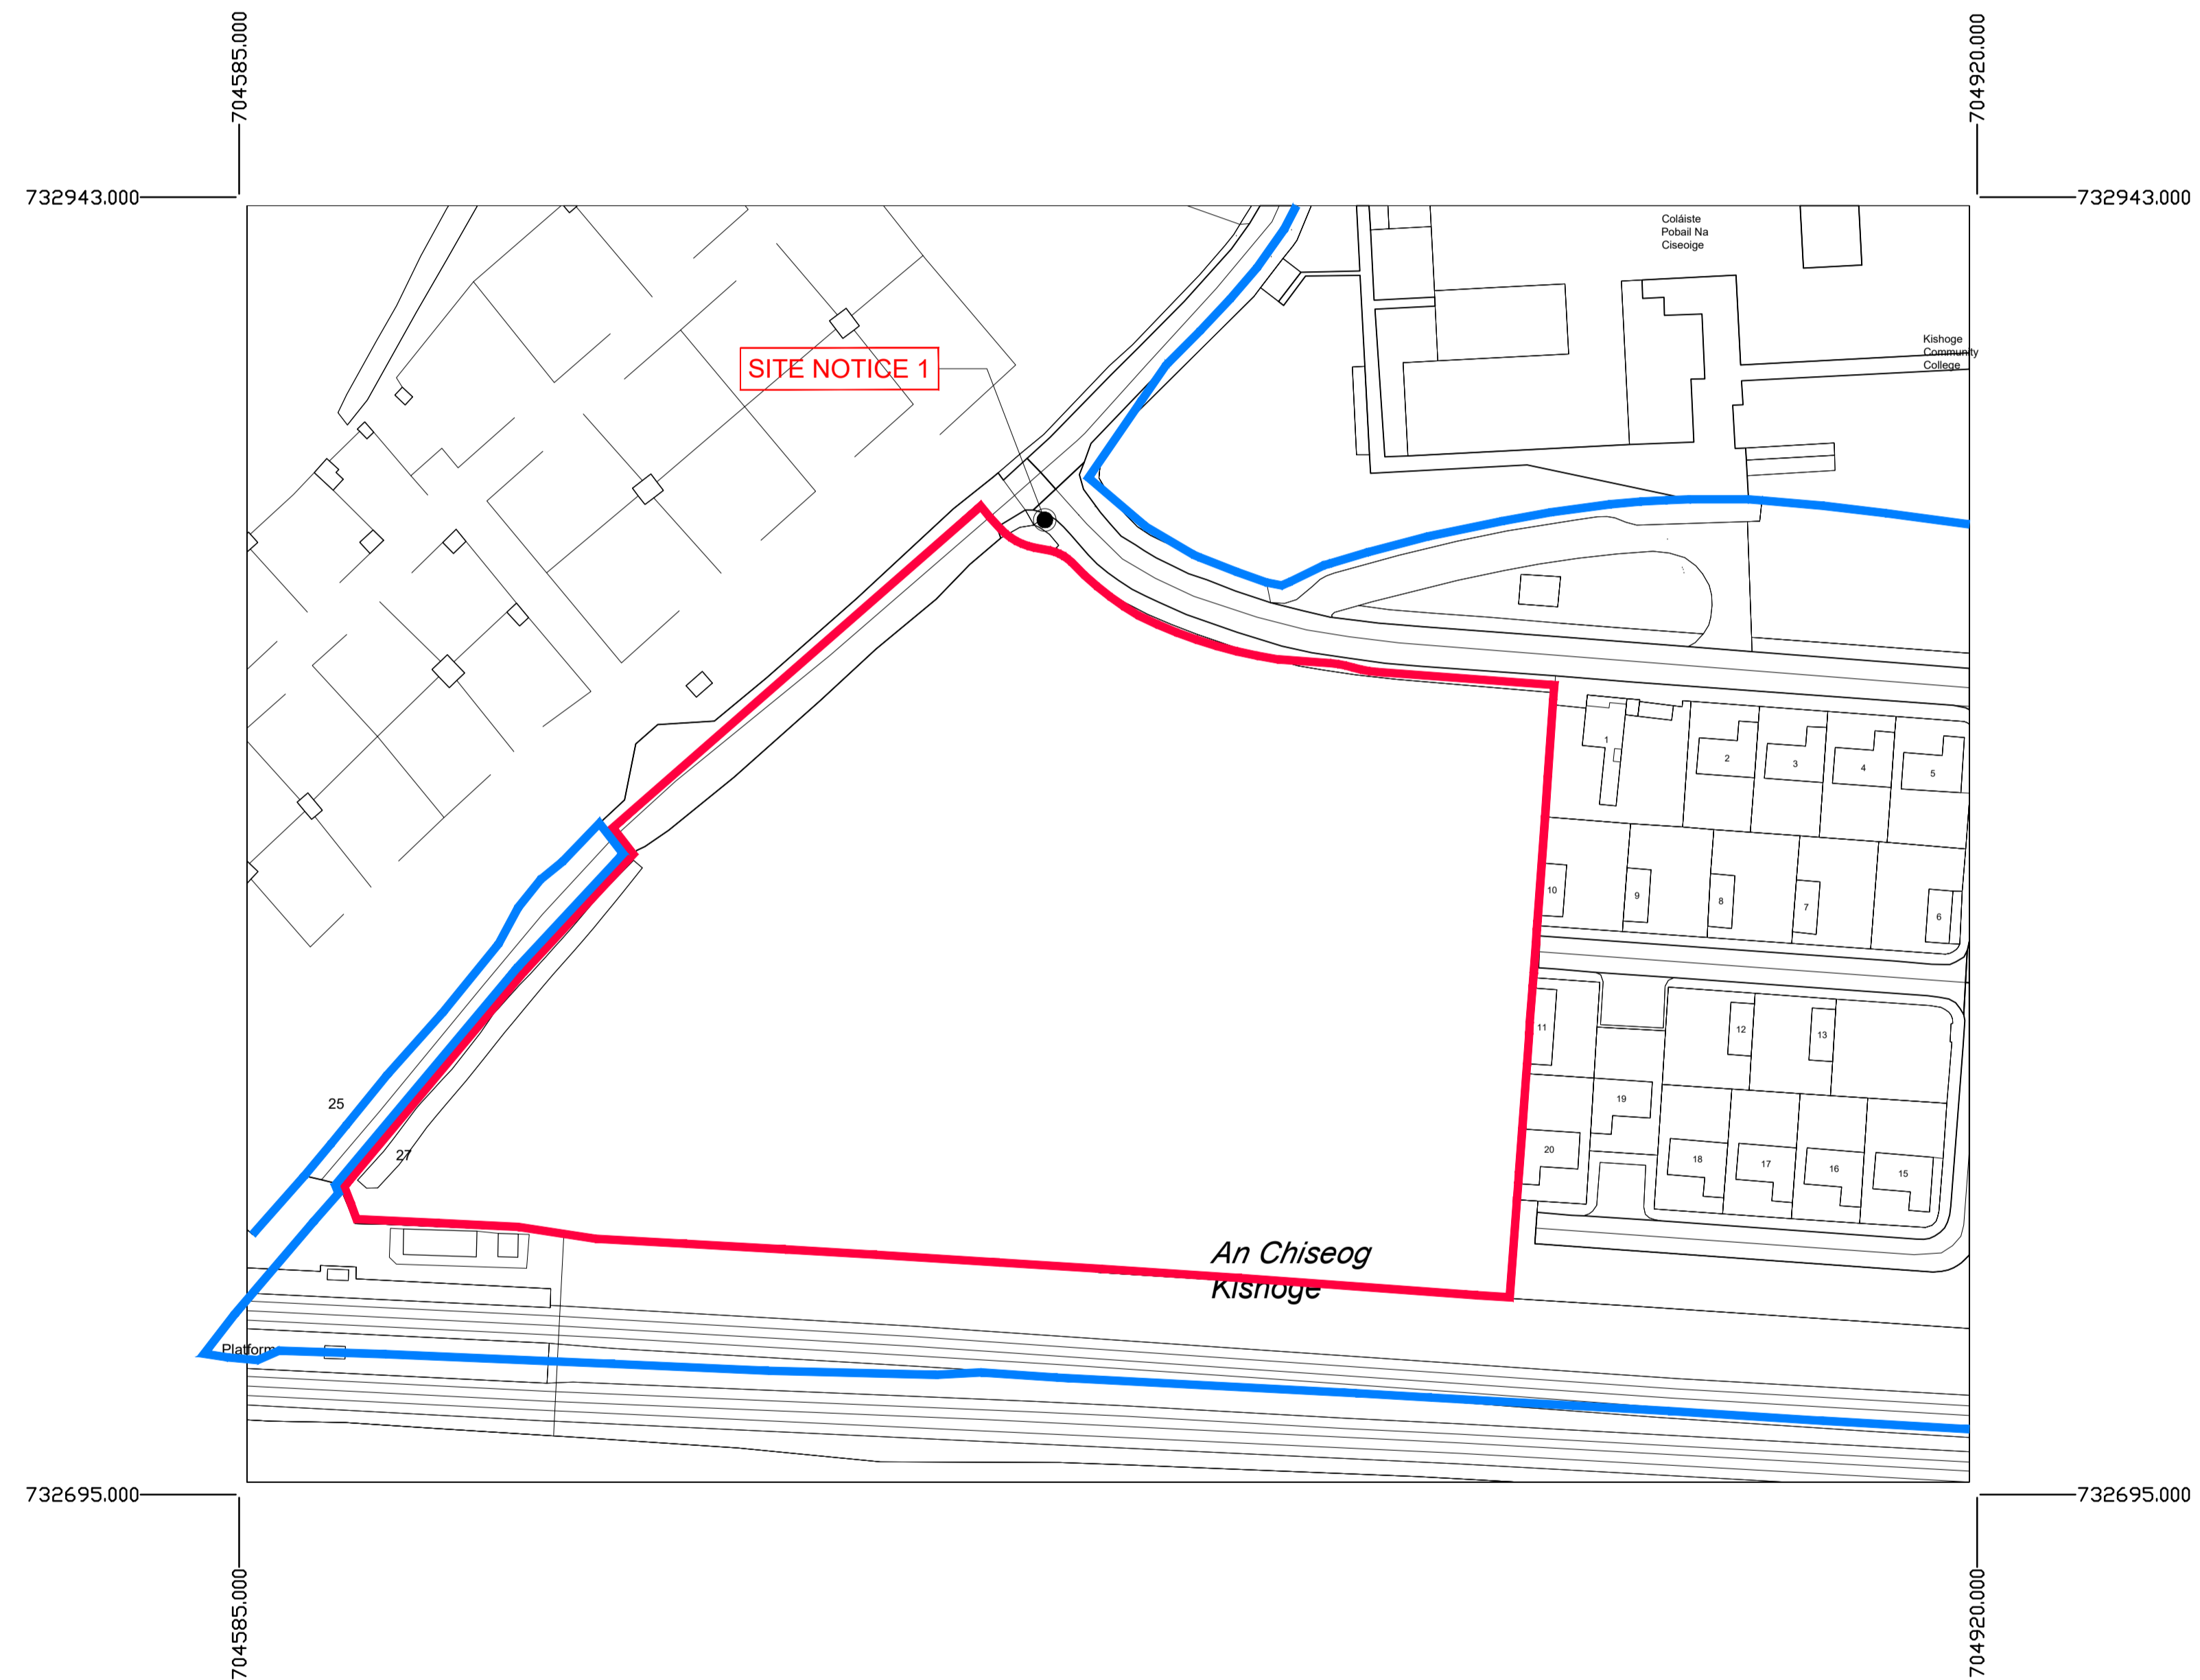 704585.000
704920.000
732943.000
732943.000
Coláiste
Pobail Na
Ciseoige
Kishoge
Community
College
SITE NOTICE 1
1
2
3
4
5
10
9
8
7
6
11
12
13
25
19
27
20
18
17
16
15
An Chiseog
Kishoge
Platform
732695.000
732695.000
704585.000
704920.000